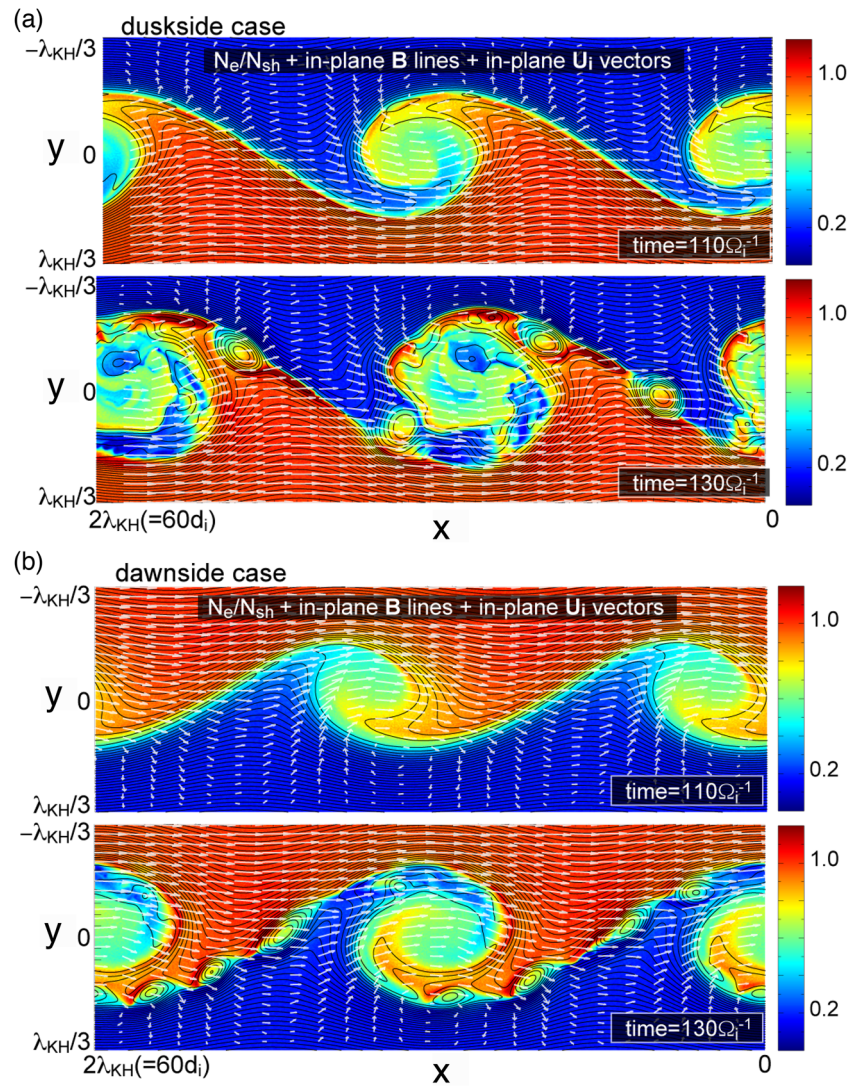 (a)
duskside case
-λKH/3
Ne/Nsh + in-plane B lines + in-plane Ui vectors
1.0
y 0
0.2
λKH/3
time=110Ωi-1
-λKH/3
1.0
y 0
0.2
λKH/3
time=130Ωi-1
2λKH(=60di)
x
0
(b)
dawnside case
-λKH/3
Ne/Nsh + in-plane B lines + in-plane Ui vectors
1.0
y 0
0.2
λKH/3
time=110Ωi-1
-λKH/3
1.0
y 0
0.2
λKH/3
time=130Ωi-1
2λKH(=60di)
x
0